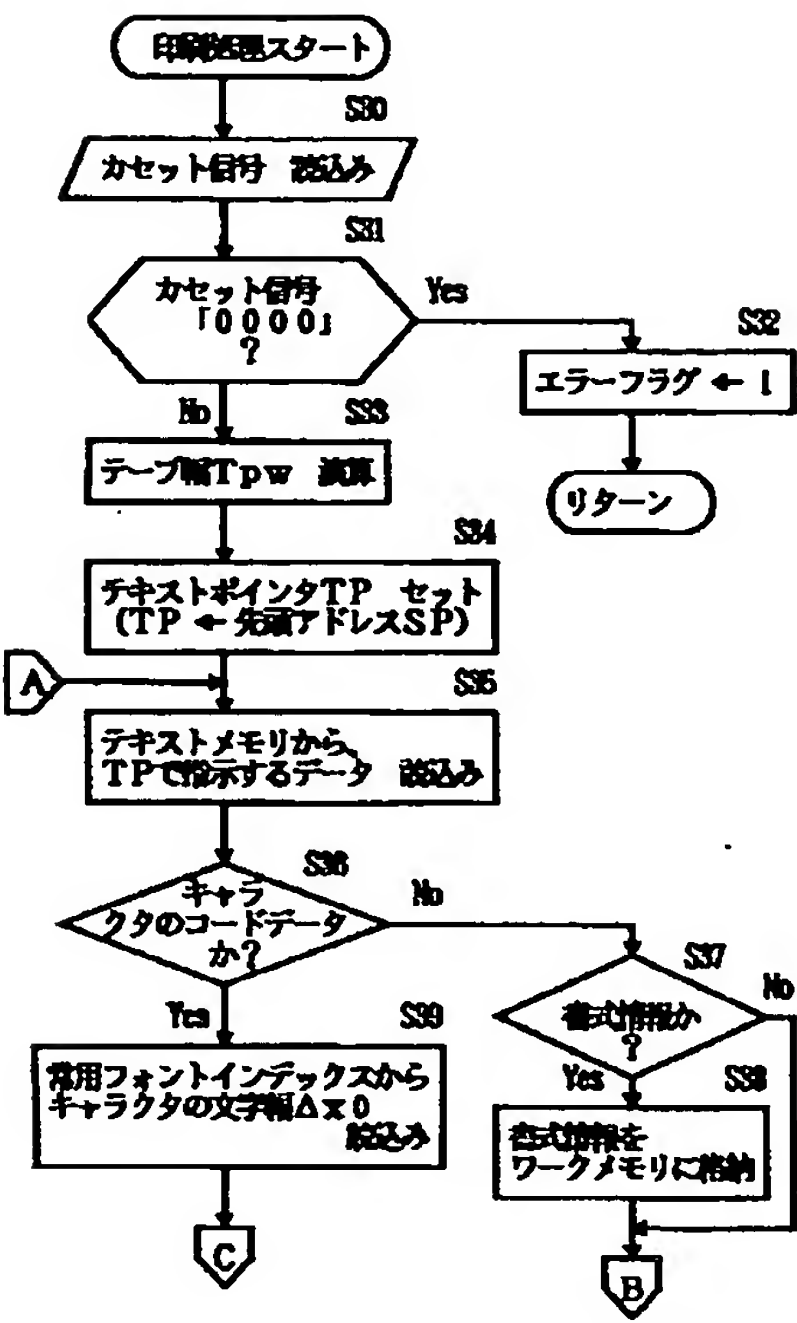 印刷処理スタート
S30
カセット信号 読込み
S31
カセット信号
「0000」
?
Yes
S32
エラーフラグ ← 1
リターン
No
S33
テープ幅Tpw 演算
S34
テキストポインタTP セット
(TP ← 先頭アドレスSP)
A
S35
テキストメモリから、
TPで指示するデータ 読込み
S36
キャラ
クタのコードデータ
か?
No
S37
書式情報か
?
No
Yes
S39
常用フォントインデックスから
キャラクタの文字幅Δx0
読込み
Yes
S38
書式情報を
ワークメモリに格納
C
B